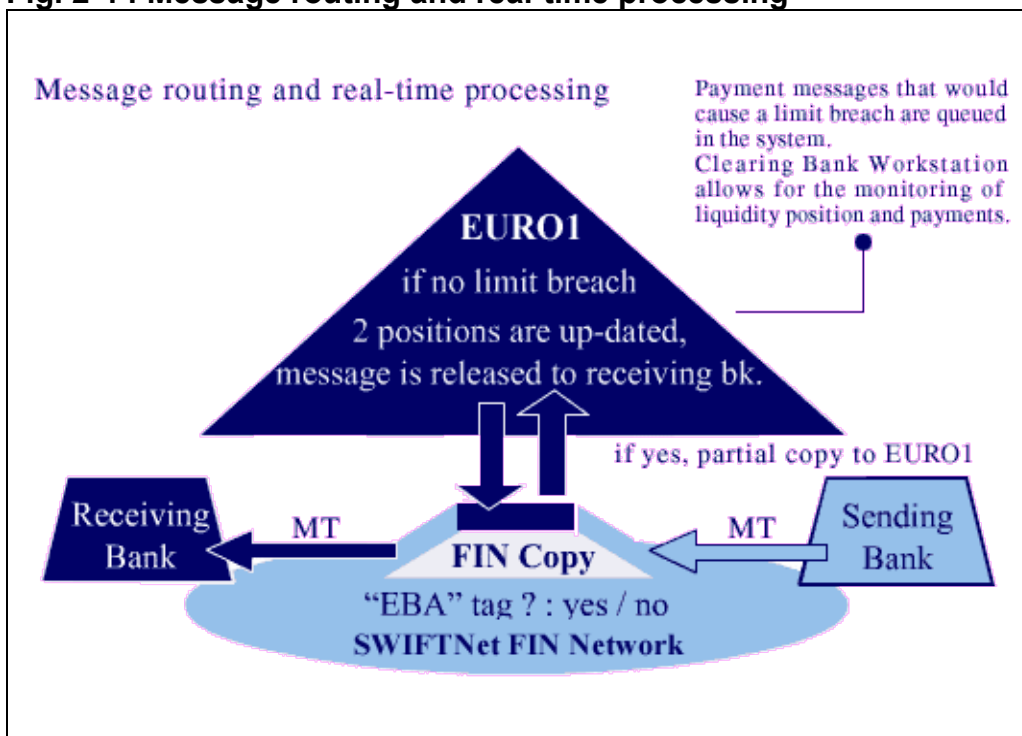 Fig. 2-14 Message routing and real-time processing
Message routing and real-time processing
Payment messages that would
cause a limit breach are queued
in the system.
Clearing Bank Workstation
allows for the monitoring of
liquidity position and payments.
EURO1
if no limit breach
2 positions are up-dated,
message is released to receiving bk.
if yes, partial copy to EURO1
Receiving
Bank
MT
FIN Copy
MT
Sending
Bank
“EBA” tag ? : yes / no
SWIFTNet FIN Network